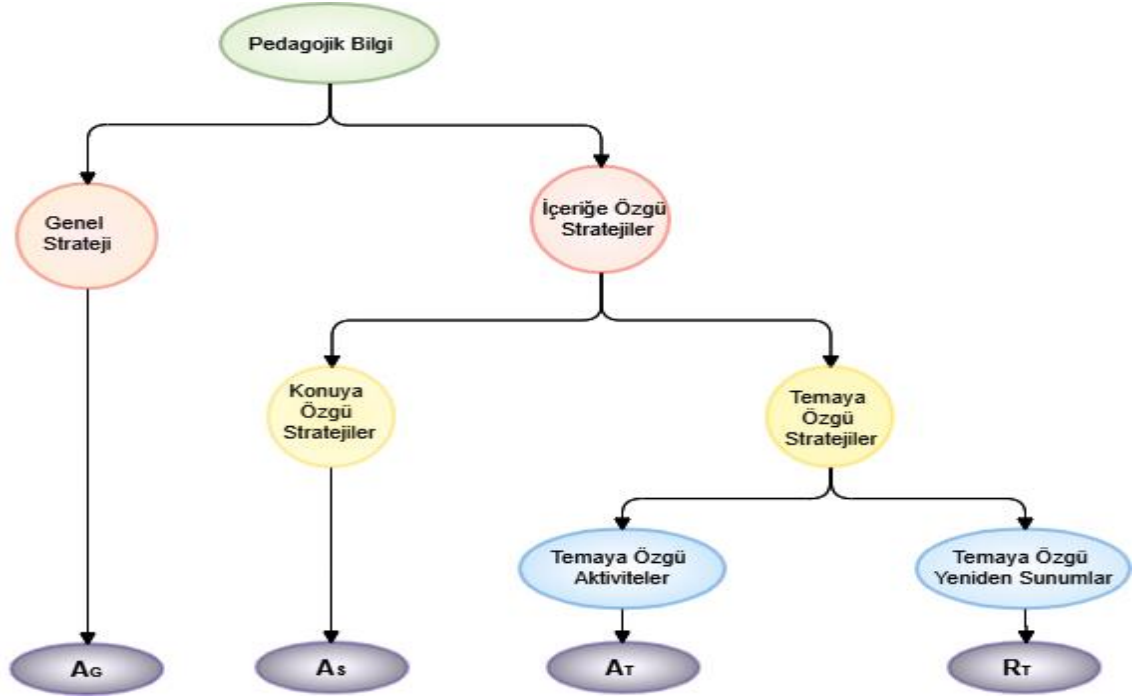 Pedagojik Bilgi
Genel
Strateji
İçeriğe Özgü
Stratejiler
Konuya
Özgü
Stratejiler
Temaya
Özgü
Stratejiler
Temaya Özgü
Aktiviteler
Temaya Özgü
Yeniden Sunumlar
AG
AS
AT
RT